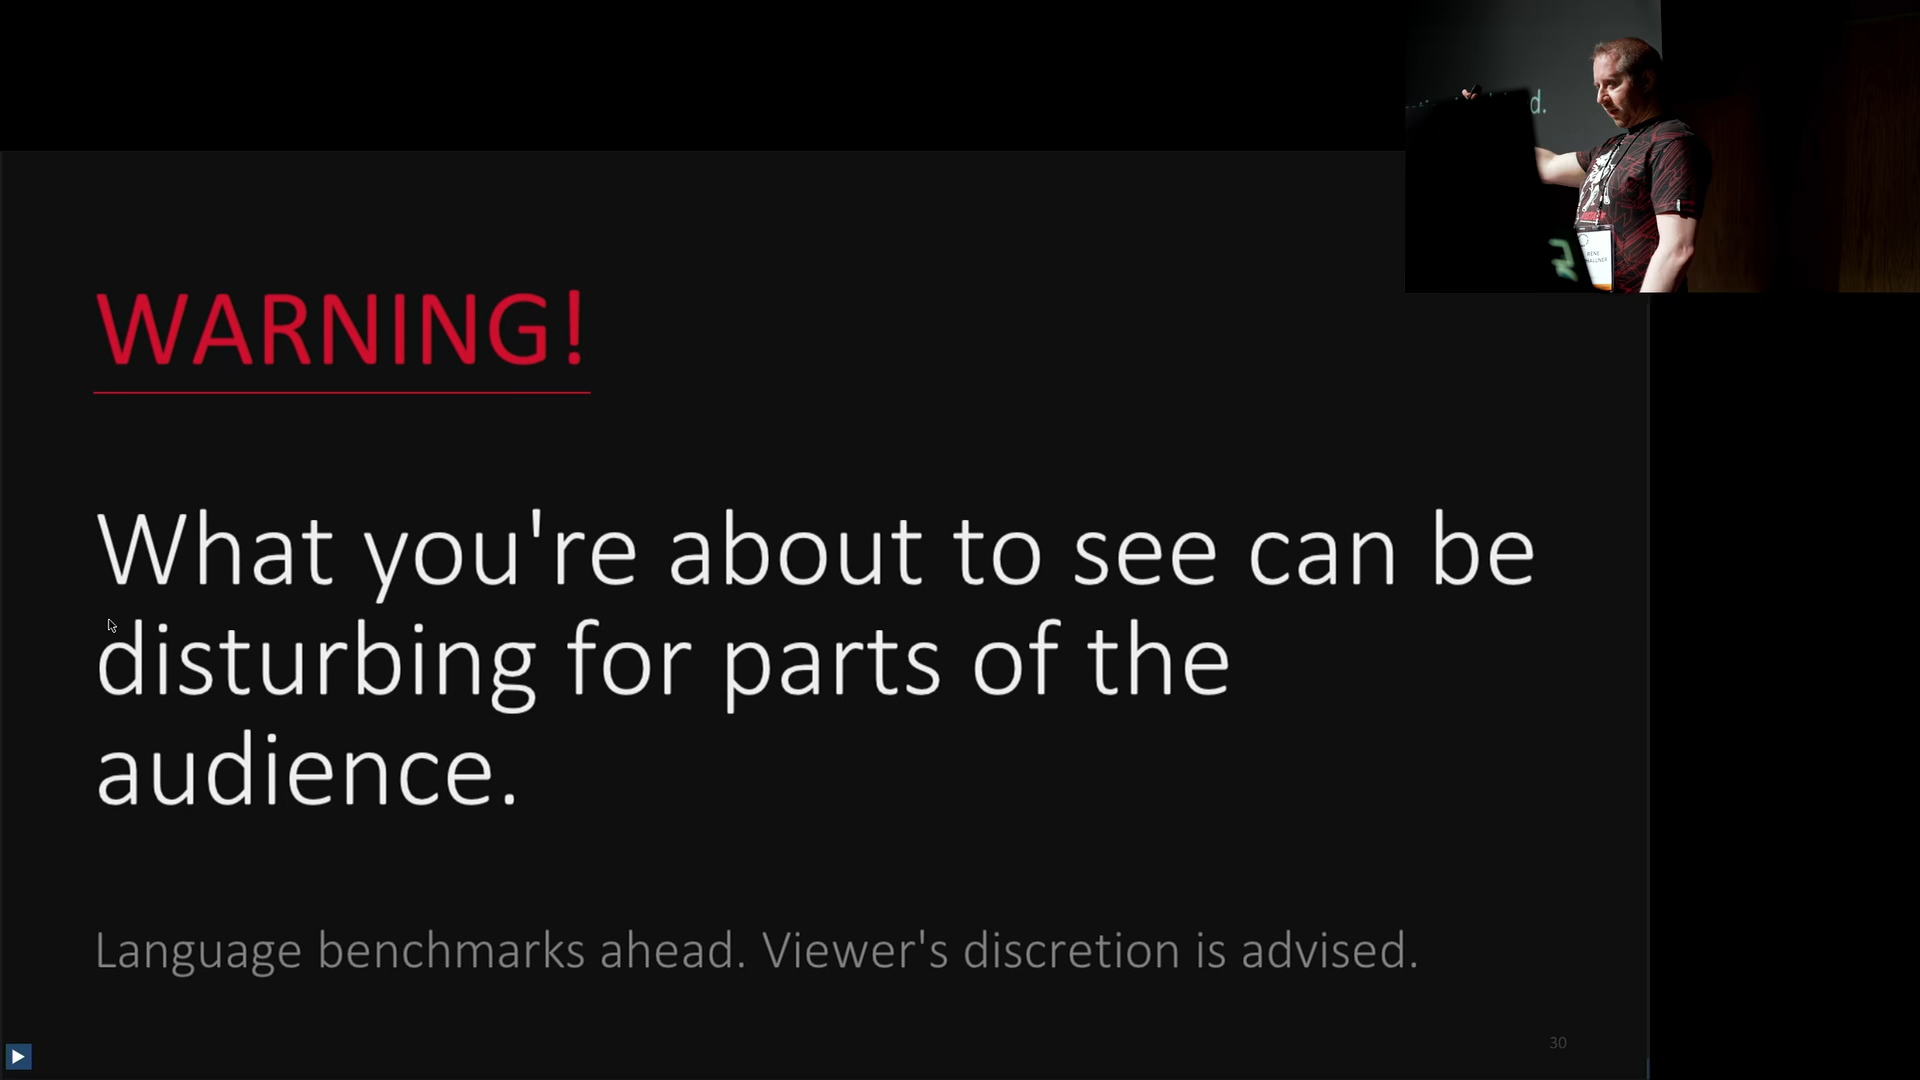 WARNING!
What you're about to see can be
disturbing for parts of the
audience.
Language benchmarks ahead. Viewer's discretion is advised.
30
d.
RENE